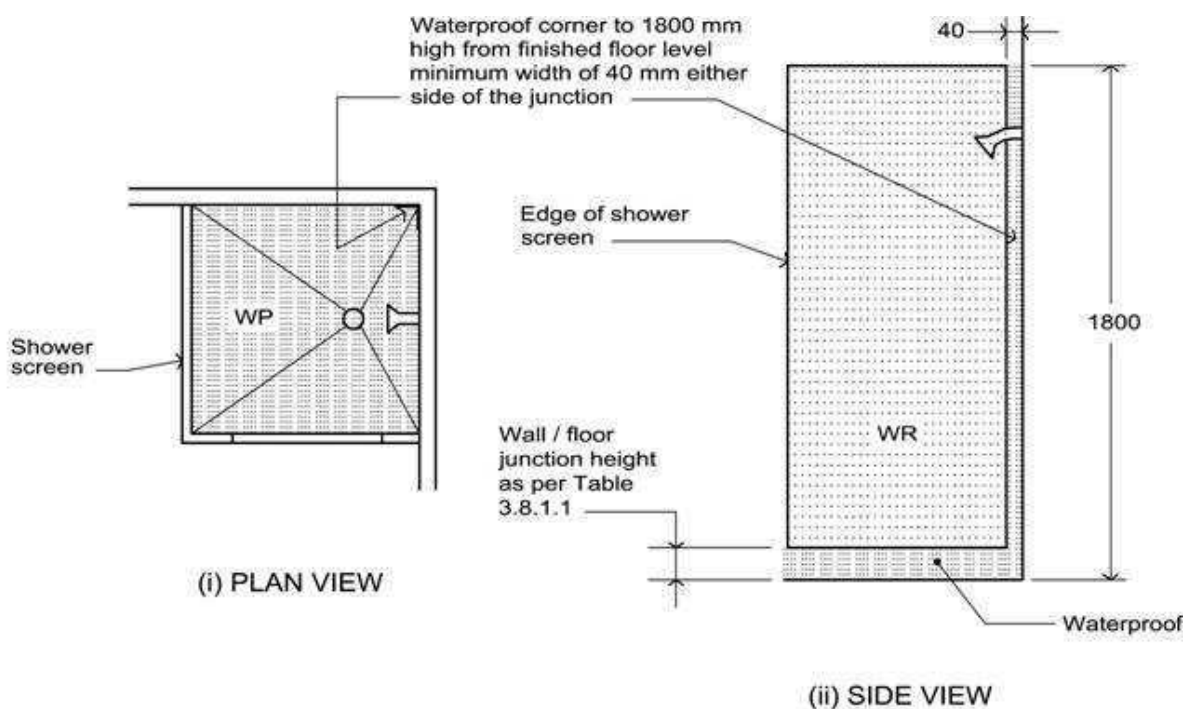 Waterproof corner to 1800 mm
high from finished floor level
minimum width of 40 mm either
side of the junction
40
Edge of shower
screen
WP
Shower
screen
1800
WR
Wall / floor
junction height
as per Table
3.8.1.1
(i) PLAN VIEW
Waterproof
(ii) SIDE VIEW